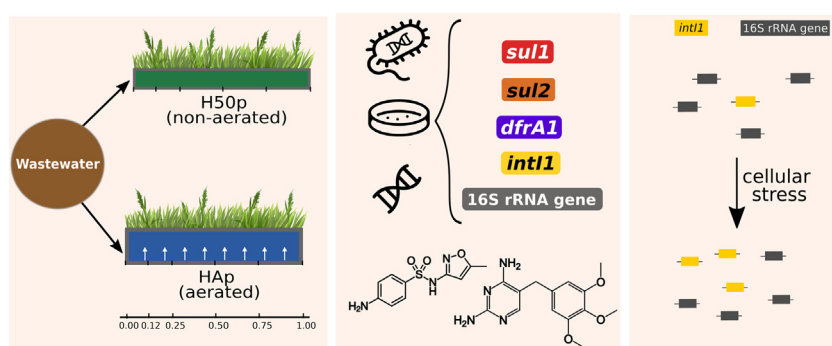 Wastewater
H50p
(non-aerated)
HAp
(aerated)
0.00 0.12 0.25 0.50 0.75 1.00
sul1
sul2
dfrA1
intI1
16S rRNA gene
H₂N
O
O
S
NH
N
O
NH₂
H₂N
N
N
O
O
O
intI1
16S rRNA gene
cellular
stress